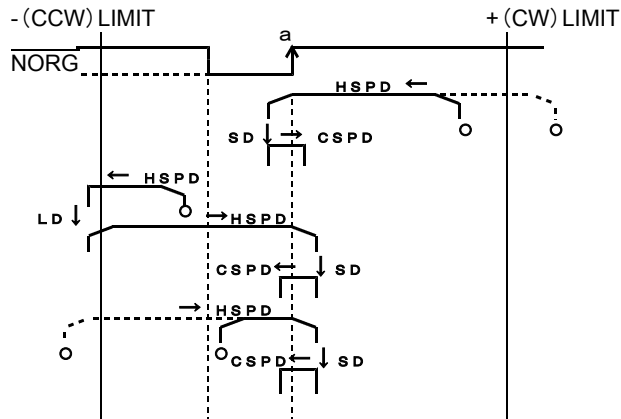 -(CCW)LIMIT
+(CW)LIMIT
a
NORG
HSPD
SD
CSPD
HSPD
LD
HSPD
CSPD
SD
HSPD
CSPD
SD